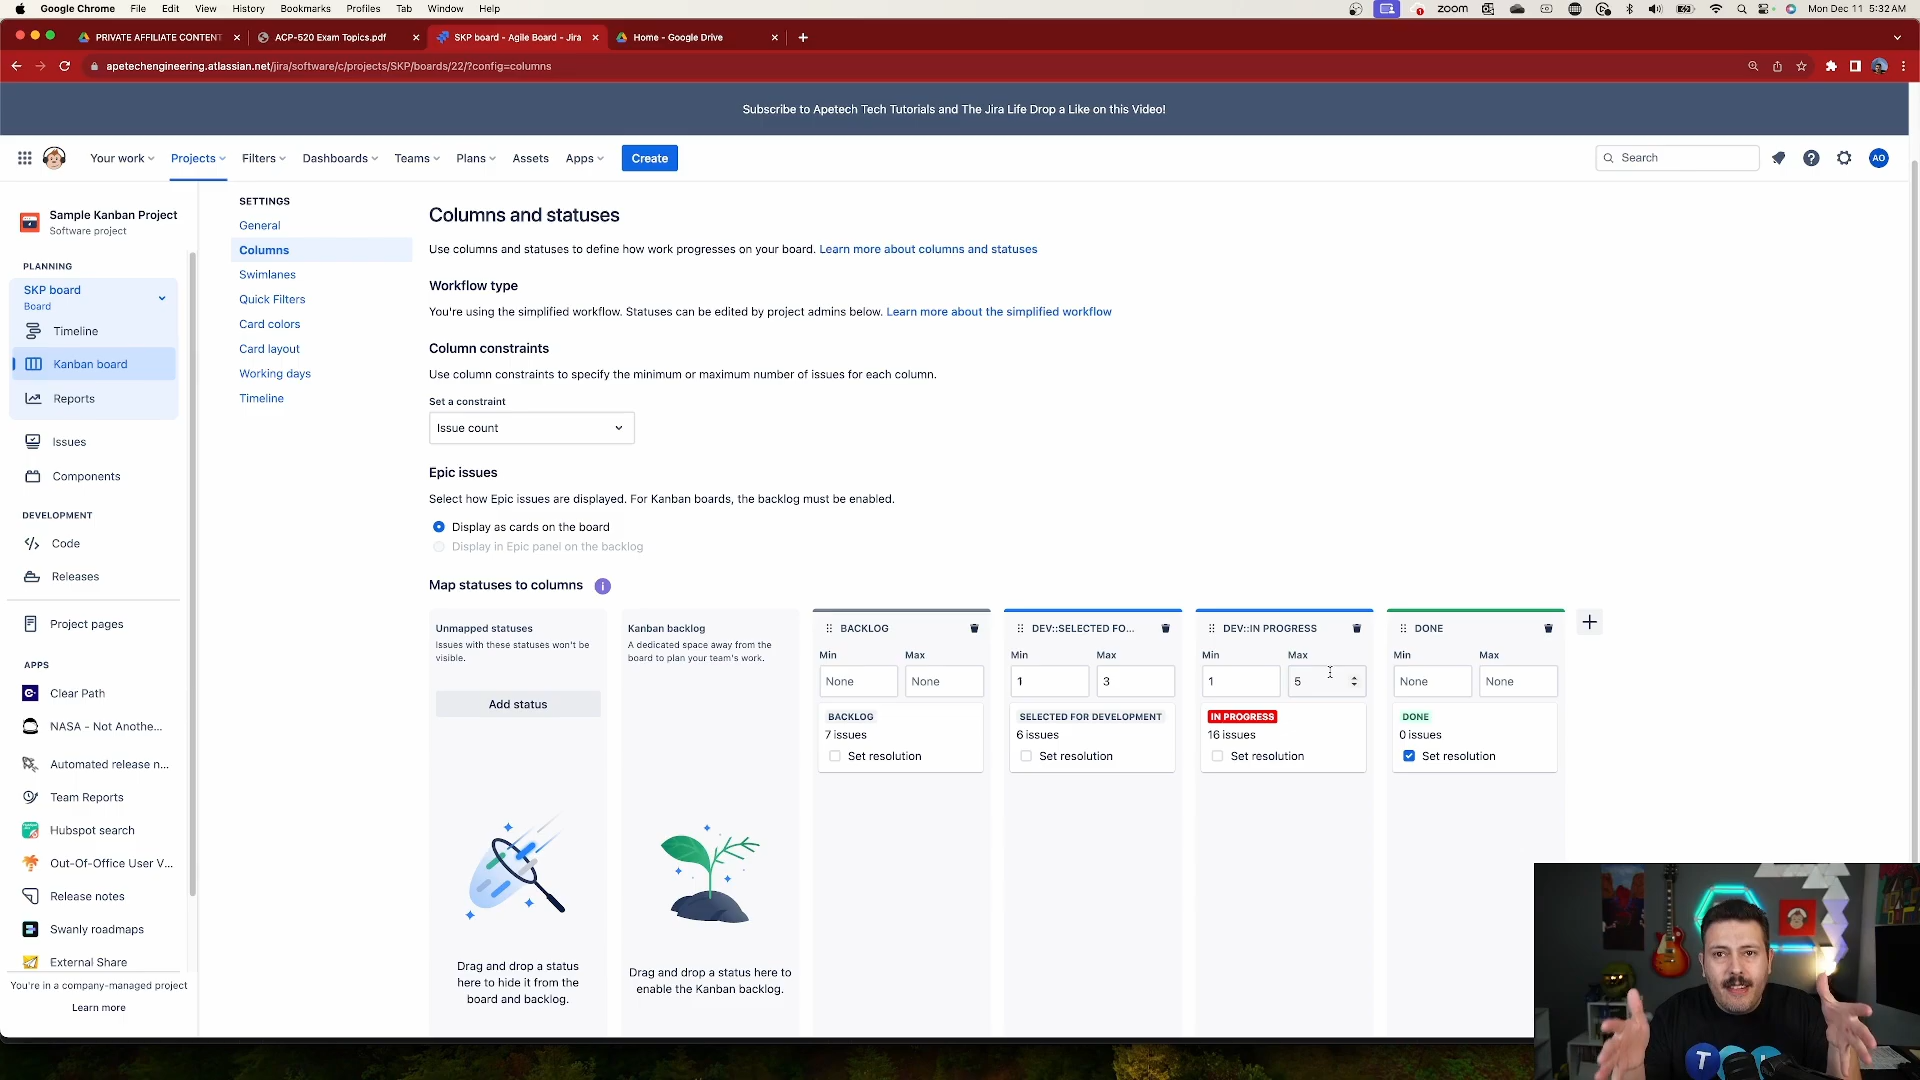 Google Chrome File Edit View History Bookmarks Profiles Tab Window Help
zoom
Mon Dec 11 5:32 AM
PRIVATE AFFILIATE CONTENT
ACP-520 Exam Topics.pdf
SKP board - Agile Board - Jira
Home - Google Drive
apetechengineering.atlassian.net/jira/software/c/projects/SKP/boards/22/?config=columns
Subscribe to Apetech Tech Tutorials and The Jira Life Drop a Like on this Video!
Your work Projects Filters Dashboards Teams Plans Assets Apps Create
Search
AO
Sample Kanban Project
Software project
PLANNING
SKP board
Board
Timeline
Kanban board
Reports
Issues
Components
DEVELOPMENT
Code
Releases
Project pages
APPS
Clear Path
NASA - Not Anothe...
Automated release n...
Team Reports
Hubspot search
Out-Of-Office User V...
Release notes
Swanly roadmaps
External Share
You're in a company-managed project
Learn more
SETTINGS
General
Columns
Swimlanes
Quick Filters
Card colors
Card layout
Working days
Timeline
Columns and statuses
Use columns and statuses to define how work progresses on your board. Learn more about columns and statuses
Workflow type
You're using the simplified workflow. Statuses can be edited by project admins below. Learn more about the simplified workflow
Column constraints
Use column constraints to specify the minimum or maximum number of issues for each column.
Set a constraint
Issue count
Epic issues
Select how Epic issues are displayed. For Kanban boards, the backlog must be enabled.
Display as cards on the board
Display in Epic panel on the backlog
Map statuses to columns
Unmapped statuses
Issues with these statuses won't be
visible.
Add status
Drag and drop a status
here to hide it from the
board and backlog.
Kanban backlog
A dedicated space away from the
board to plan your team's work.
Drag and drop a status here to
enable the Kanban backlog.
BACKLOG
Min Max
None None
BACKLOG
7 issues
Set resolution
DEV::SELECTED FO...
Min Max
1 3
SELECTED FOR DEVELOPMENT
6 issues
Set resolution
DEV::IN PROGRESS
Min Max
1 5
IN PROGRESS
16 issues
Set resolution
DONE
Min Max
None None
DONE
0 issues
Set resolution
T